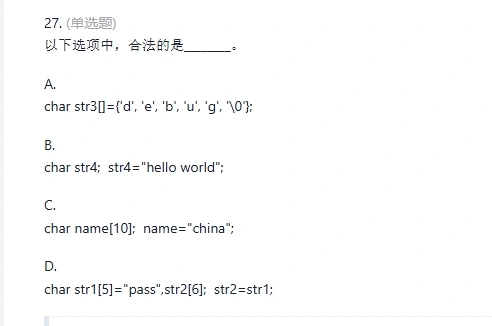 27. (单选题)
以下选项中，合法的是______。
A.
char str3[]={'d', 'e', 'b', 'u', 'g', '\0'};
B.
char str4;  str4="hello world";
C.
char name[10];  name="china";
D.
char str1[5]="pass",str2[6];  str2=str1;